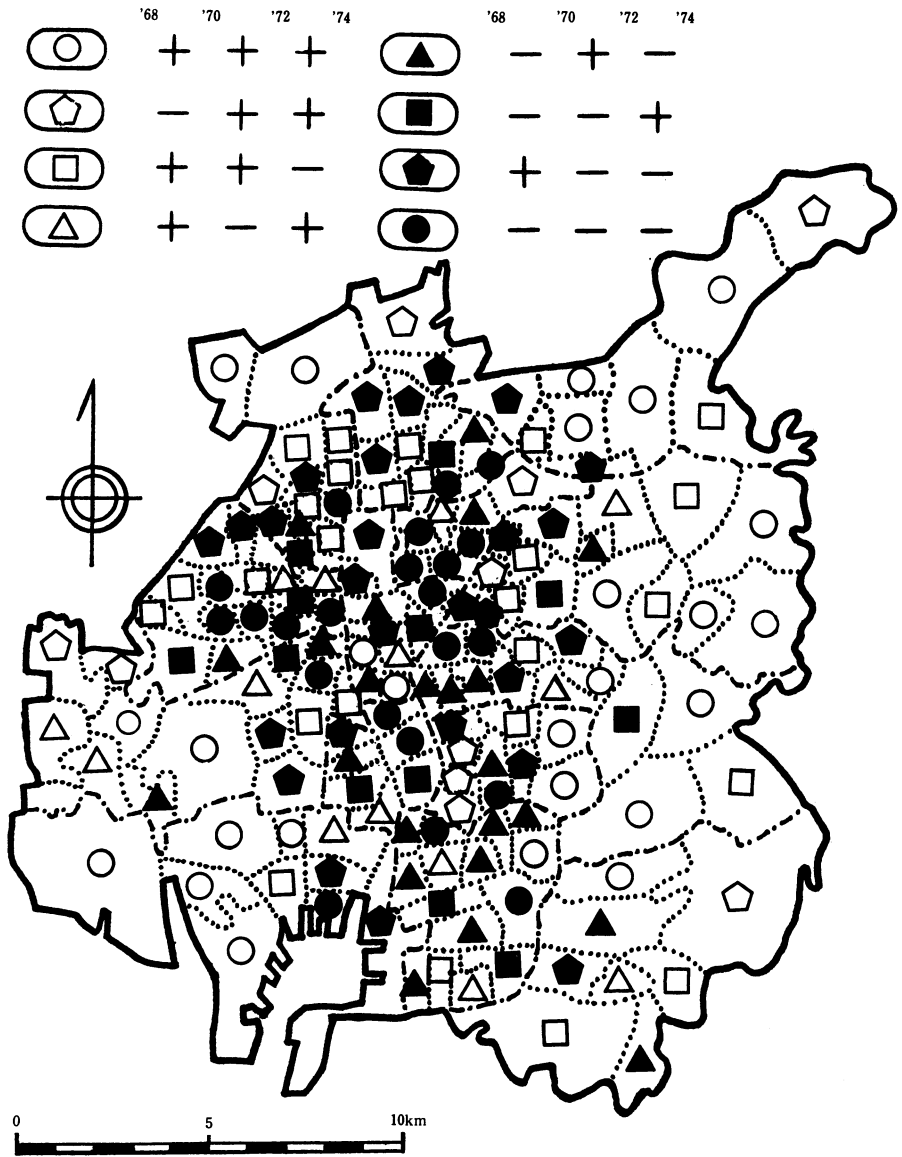 '68 '70 '72 '74 '68 '70 '72 '74
+ + + − + −
− + + − − +
+ + − + − −
+ − + − − −
0 5 10km